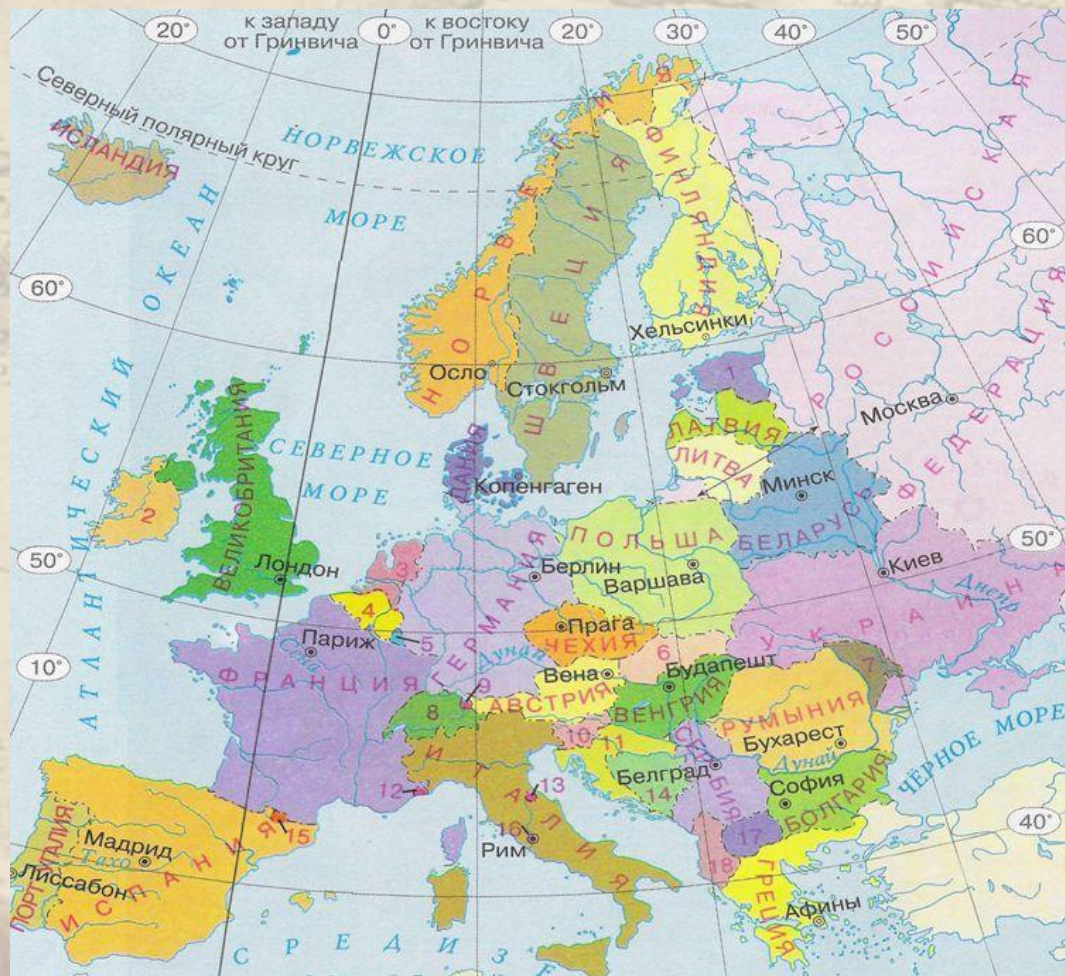 к западу
от Гринвича
к востоку
от Гринвича
20°
0°
20°
30°
40°
50°
Северный полярный круг
ИСЛАНДИЯ
НОРВЕЖСКОЕ
МОРЕ
НОРВЕГИЯ
ШВЕЦИЯ
ФИНЛЯНДИЯ
РОССИЙСКАЯ
ФЕДЕРАЦИЯ
60°
60°
АТЛАНТИЧЕСКИЙ
ОКЕАН
Хельсинки
Осло
Стокгольм
1
Москва
ЛАТВИЯ
ЛИТВА
ВЕЛИКОБРИТАНИЯ
СЕВЕРНОЕ
МОРЕ
ДАНИЯ
Копенгаген
Минск
БЕЛАРУСЬ
2
50°
50°
Лондон
3
4
5
ГЕРМАНИЯ
Берлин
ПОЛЬША
Варшава
Киев
Днепр
УКРАИНА
Париж
Сена
ФРАНЦИЯ
Прага
ЧЕХИЯ
Дунай
6
7
10°
8
9
Вена
АВСТРИЯ
Будапешт
ВЕНГРИЯ
РУМЫНИЯ
Бухарест
Дунай
ЧЁРНОЕ МОРЕ
10
11
СЕРБИЯ
Белград
ИТАЛИЯ
12
13
14
София
БОЛГАРИЯ
15
16
Рим
17
18
40°
ПОРТУГАЛИЯ
Мадрид
Тахо
Лиссабон
ИСПАНИЯ
ГРЕЦИЯ
Афины
СРЕДИЗЕ